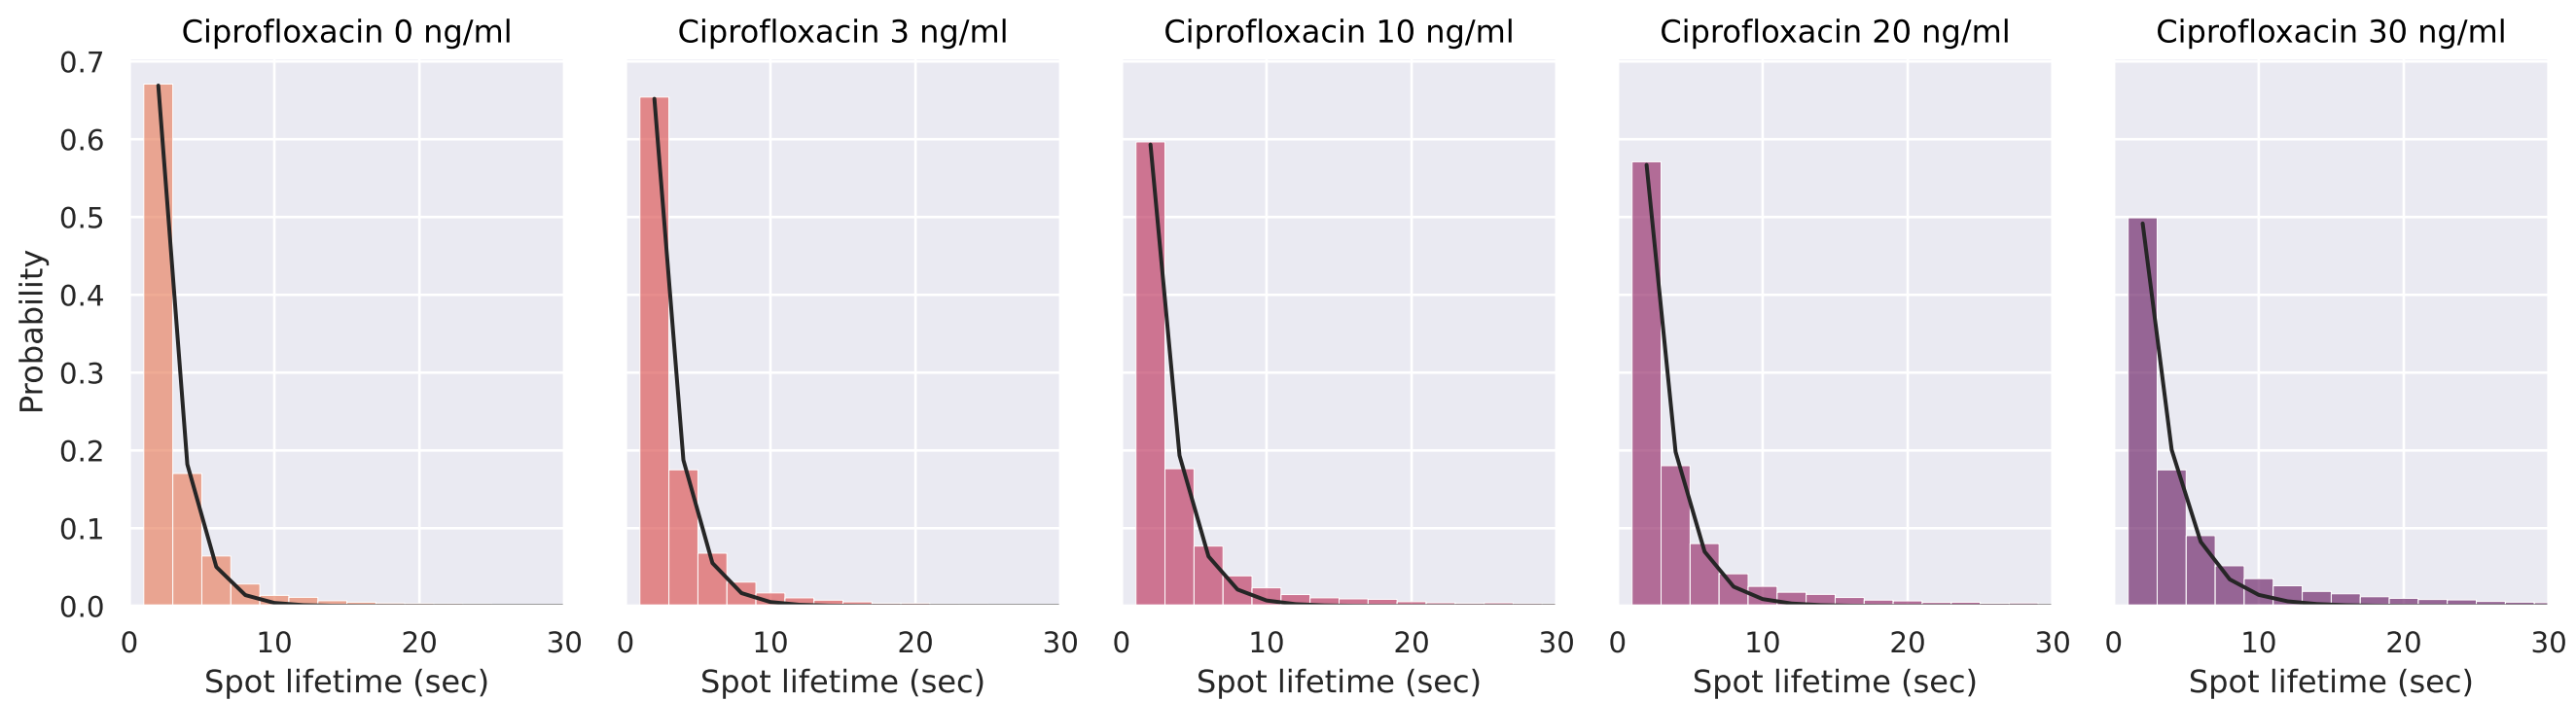 Ciprofloxacin 0 ng/ml
Ciprofloxacin 3 ng/ml
Ciprofloxacin 10 ng/ml
Ciprofloxacin 20 ng/ml
Ciprofloxacin 30 ng/ml
Probability
0.7
0.6
0.5
0.4
0.3
0.2
0.1
0.0
0 10 20 30
0 10 20 30
0 10 20 30
0 10 20 30
0 10 20 30
Spot lifetime (sec)
Spot lifetime (sec)
Spot lifetime (sec)
Spot lifetime (sec)
Spot lifetime (sec)